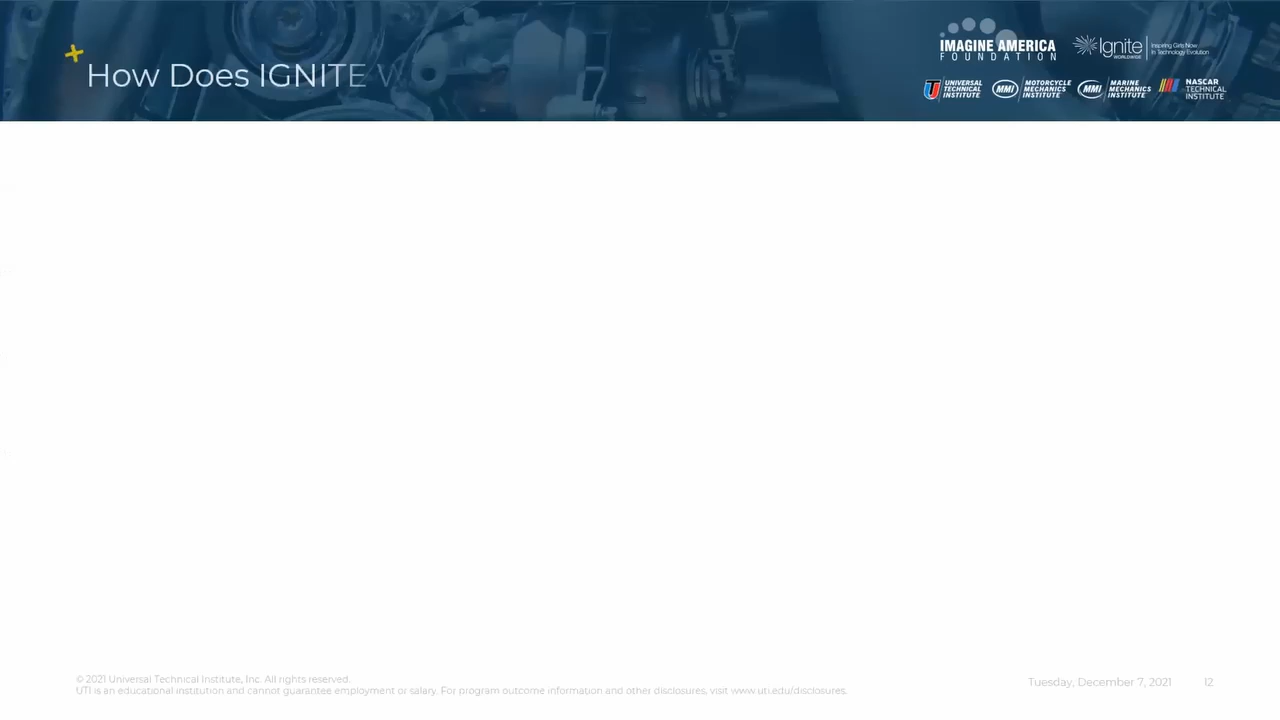 How Does IGNITE W
IMAGINE AMERICA
FOUNDATION
Ignite
WORLDWIDE
Inspiring Girls Now
In Technology Evolution
UNIVERSAL
TECHNICAL
INSTITUTE
MMI
MOTORCYCLE
MECHANICS
INSTITUTE
MMI
MARINE
MECHANICS
INSTITUTE
NASCAR
TECHNICAL
INSTITUTE
© 2021 Universal Technical Institute, Inc. All rights reserved.
UTI is an educational institution and cannot guarantee employment or salary. For program outcome information and other disclosures, visit www.uti.edu/disclosures.
Tuesday, December 7, 2021
12